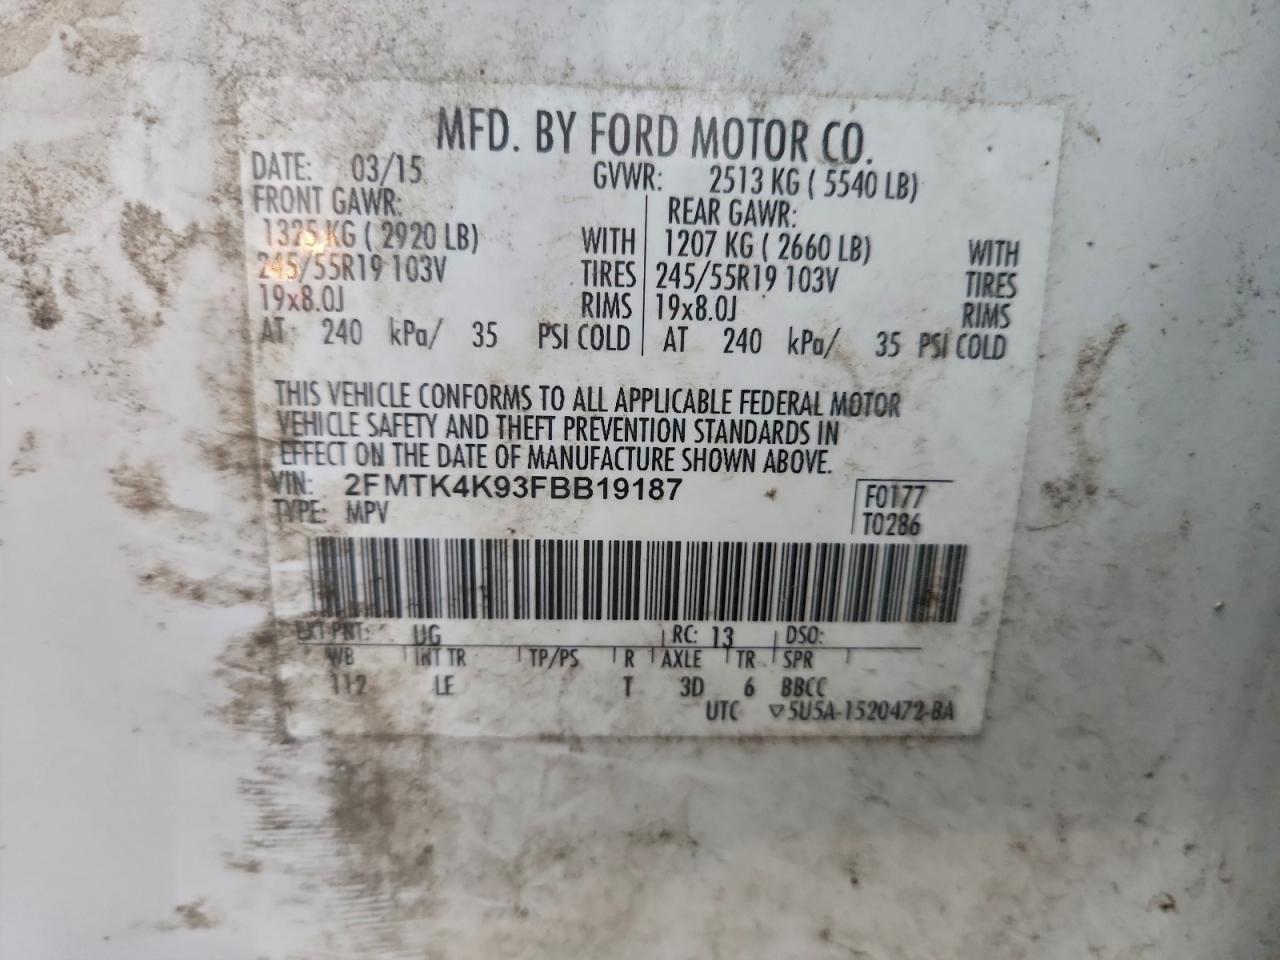 MFD. BY FORD MOTOR CO.
DATE: 03/15 GVWR: 2513 KG ( 5540 LB)
FRONT GAWR: REAR GAWR:
1325 KG ( 2920 LB) WITH 1207 KG ( 2660 LB) WITH
245/55R19 103V TIRES 245/55R19 103V TIRES
19x8.0J RIMS 19x8.0J RIMS
AT 240 kPa/ 35 PSI COLD AT 240 kPa/ 35 PSI COLD
THIS VEHICLE CONFORMS TO ALL APPLICABLE FEDERAL MOTOR
VEHICLE SAFETY AND THEFT PREVENTION STANDARDS IN
EFFECT ON THE DATE OF MANUFACTURE SHOWN ABOVE.
VIN: 2FMTK4K93FBB19187 F0177
TYPE: MPV T0286
EXT PNT: UG RC: 13 DSO:
WB INT TR TP/PS R AXLE TR SPR
112 LE T 3D 6 BBCC
UTC ▽5U5A-1520472-BA